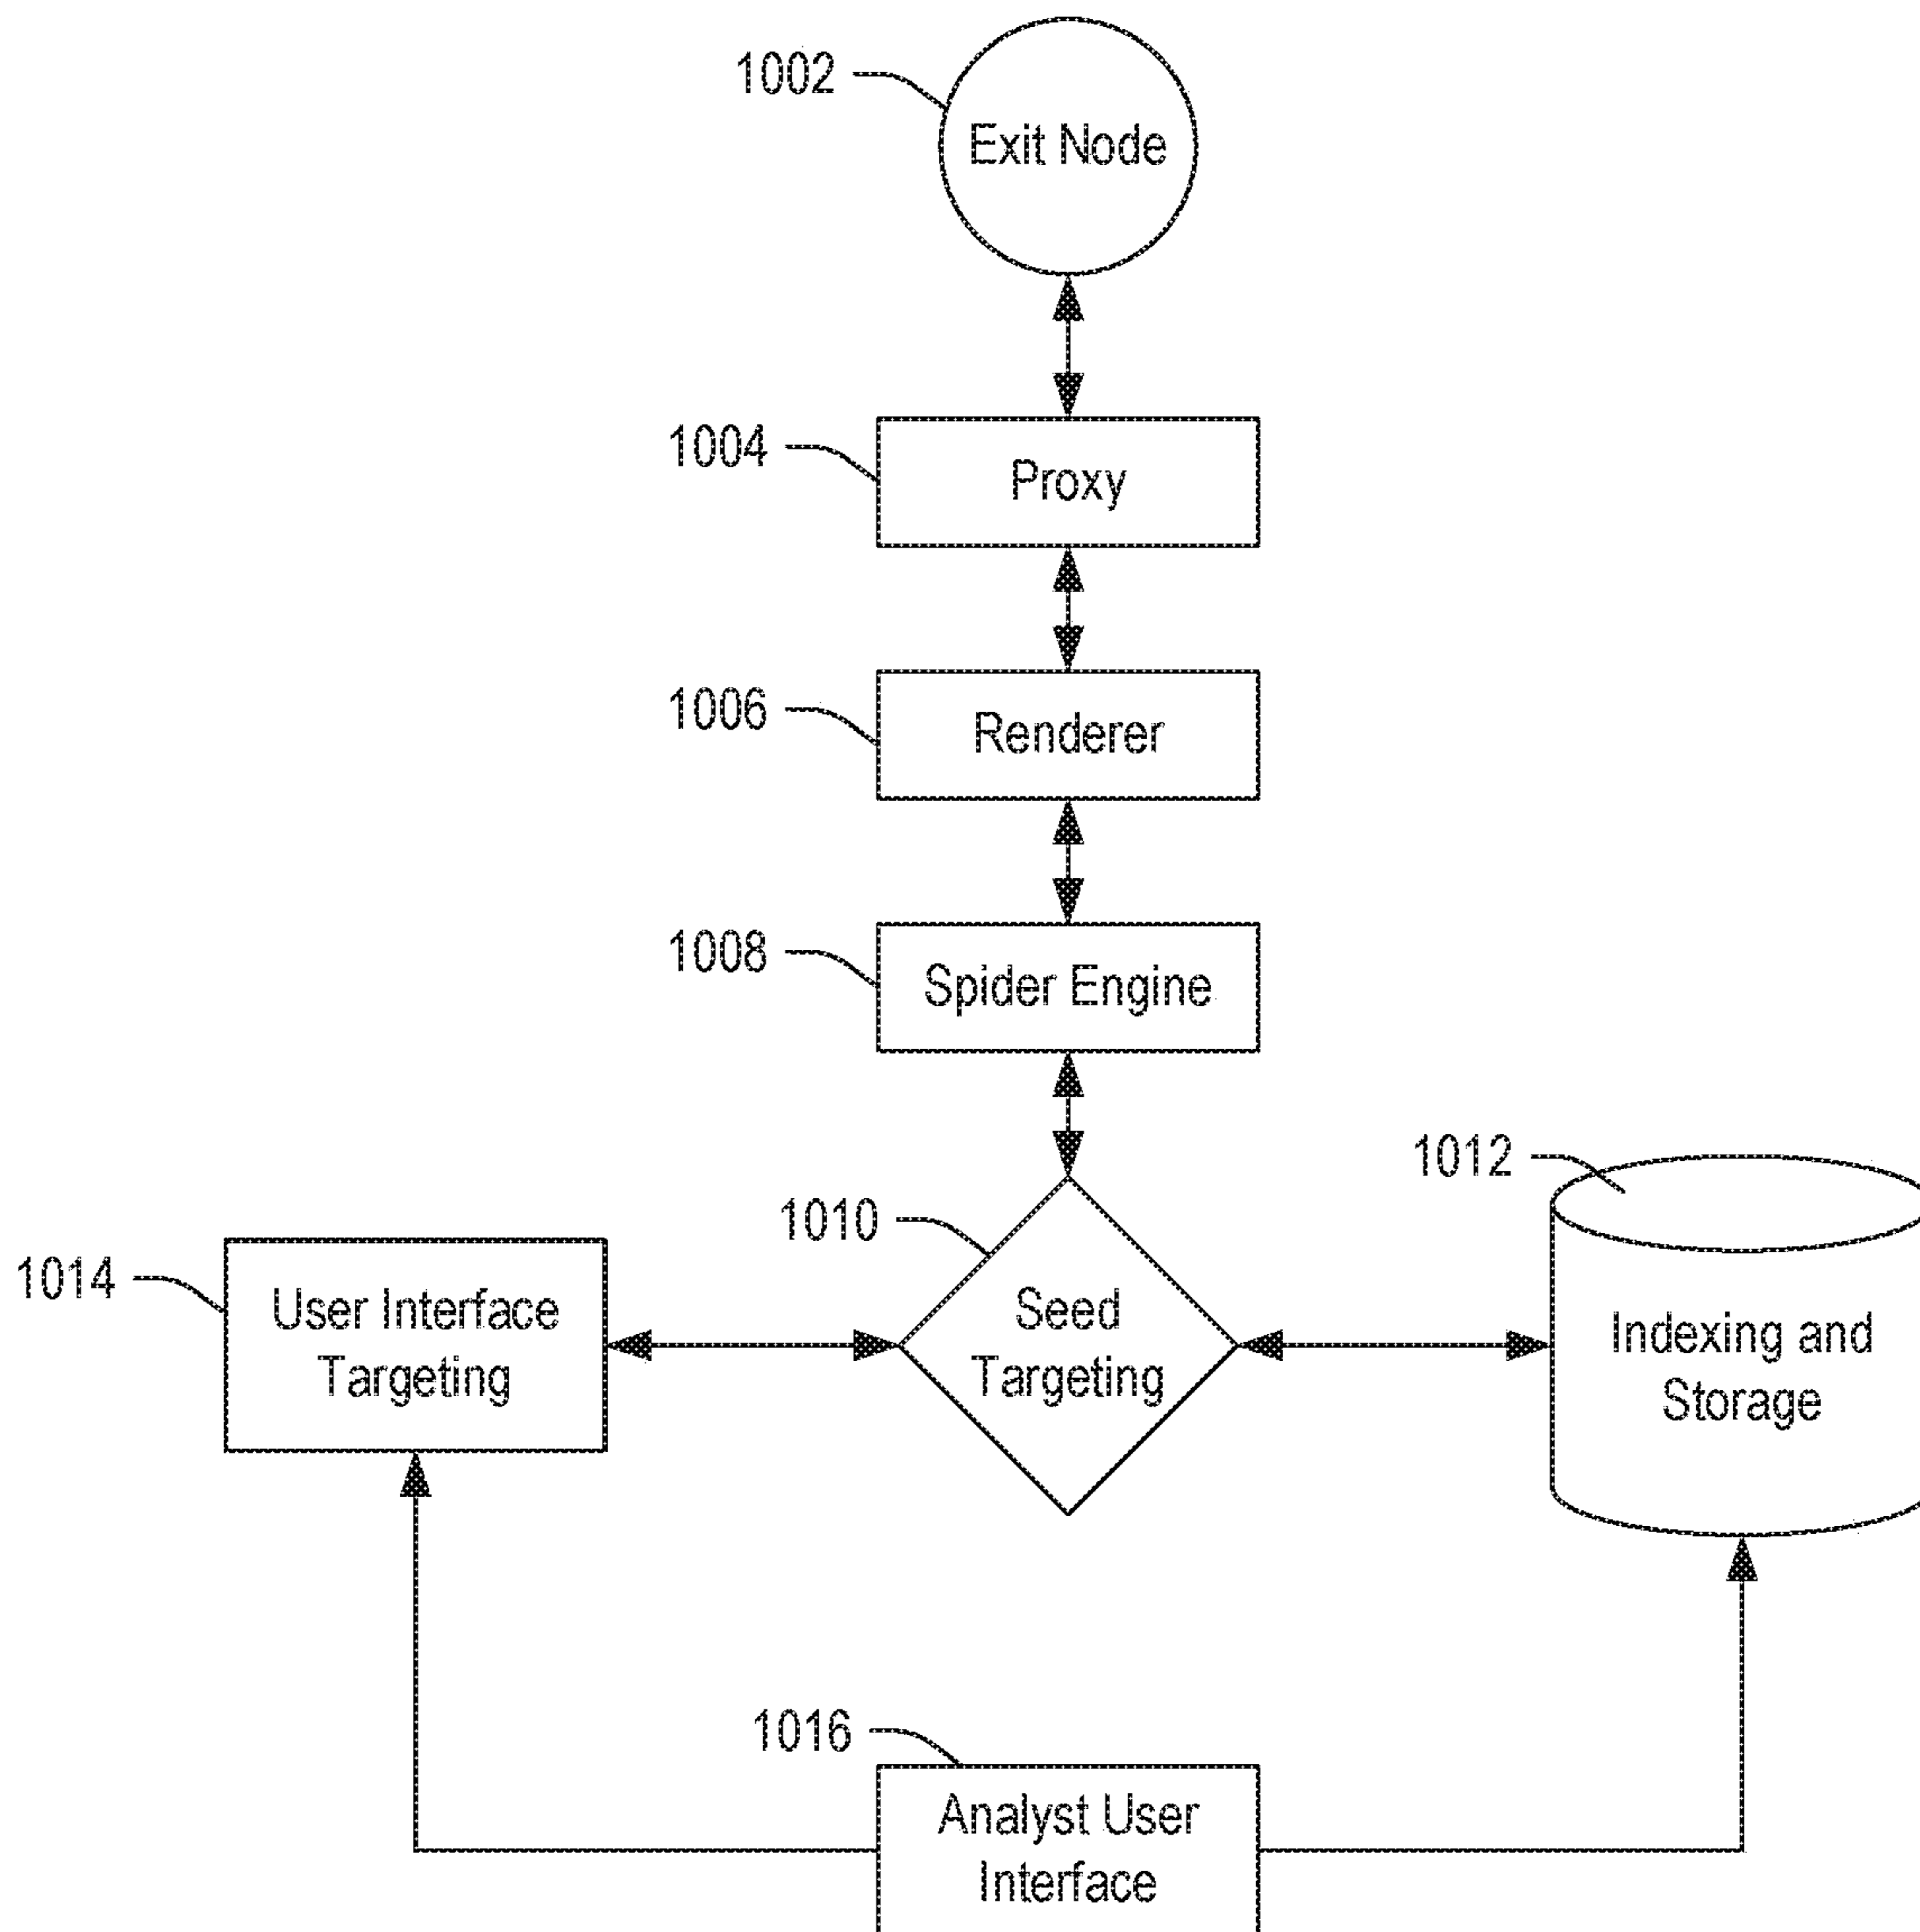 1002
Exit Node
1004
Proxy
1006
Renderer
1008
Spider Engine
1010
Seed
Targeting
1012
Indexing and
Storage
1014
User Interface
Targeting
1016
Analyst User
Interface